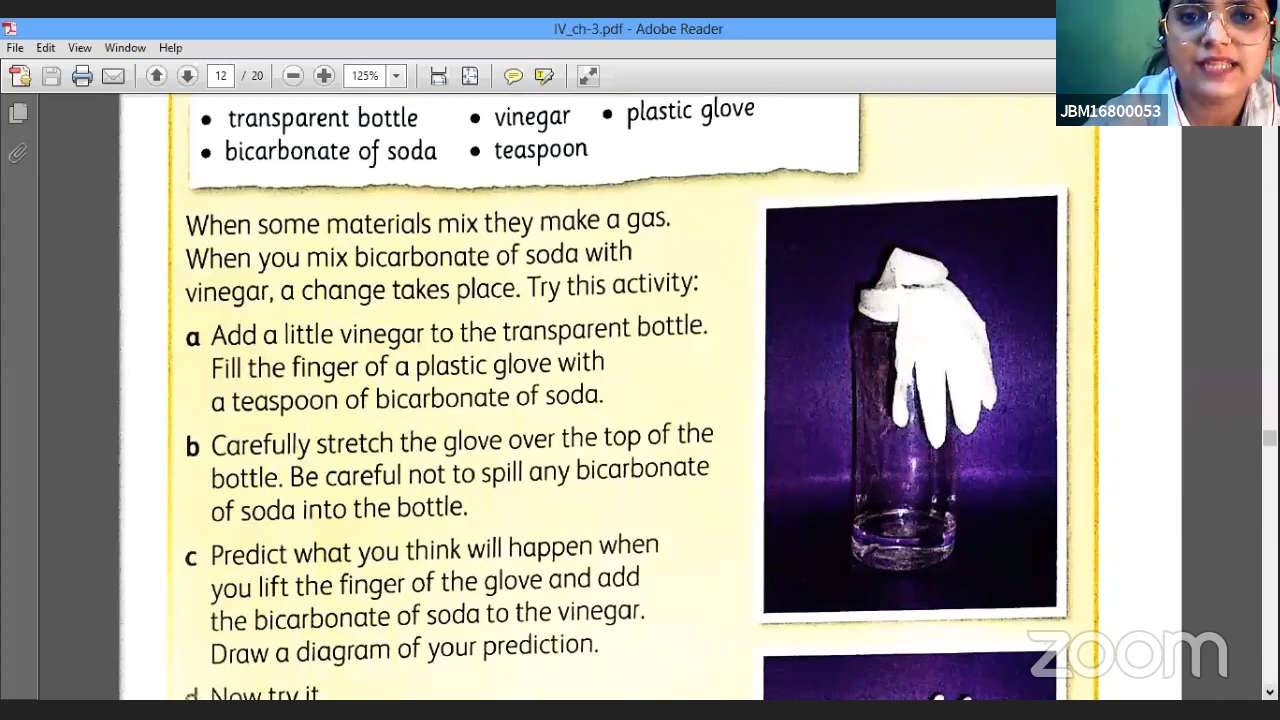 IV_ch-3.pdf - Adobe Reader
File Edit View Window Help
12 / 20 125%
JBM16800053
• transparent bottle • vinegar • plastic glove
• bicarbonate of soda • teaspoon
When some materials mix they make a gas.
When you mix bicarbonate of soda with
vinegar, a change takes place. Try this activity:
a Add a little vinegar to the transparent bottle.
Fill the finger of a plastic glove with
a teaspoon of bicarbonate of soda.
b Carefully stretch the glove over the top of the
bottle. Be careful not to spill any bicarbonate
of soda into the bottle.
c Predict what you think will happen when
you lift the finger of the glove and add
the bicarbonate of soda to the vinegar.
Draw a diagram of your prediction.
d Now try it
zoom